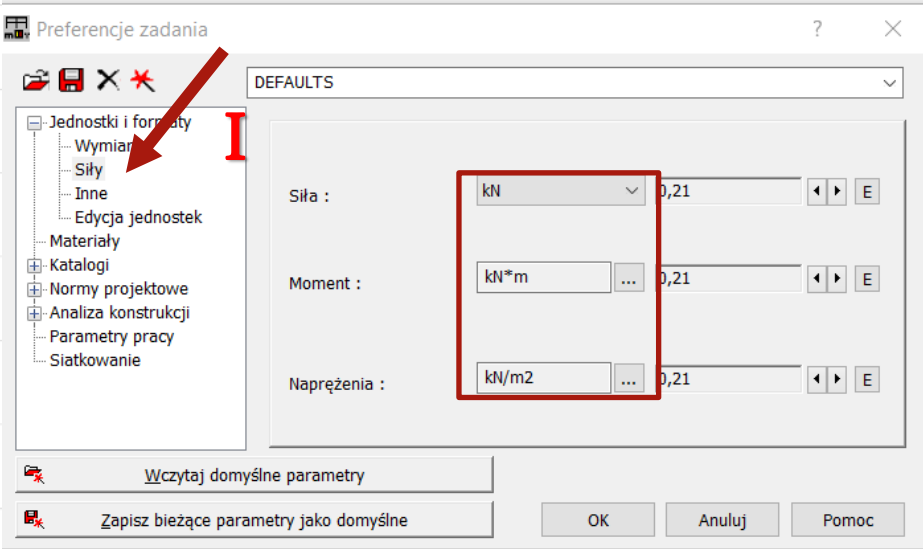 Preferencje zadania
DEFAULTS
Jednostki i formaty
Wymiary
Siły
Inne
Edycja jednostek
Materiały
Katalogi
Normy projektowe
Analiza konstrukcji
Parametry pracy
Siatkowanie
I
Siła : kN 0,21 E
Moment : kN*m ... 0,21 E
Naprężenia : kN/m2 ... 0,21 E
Wczytaj domyślne parametry
Zapisz bieżące parametry jako domyślne
OK Anuluj Pomoc